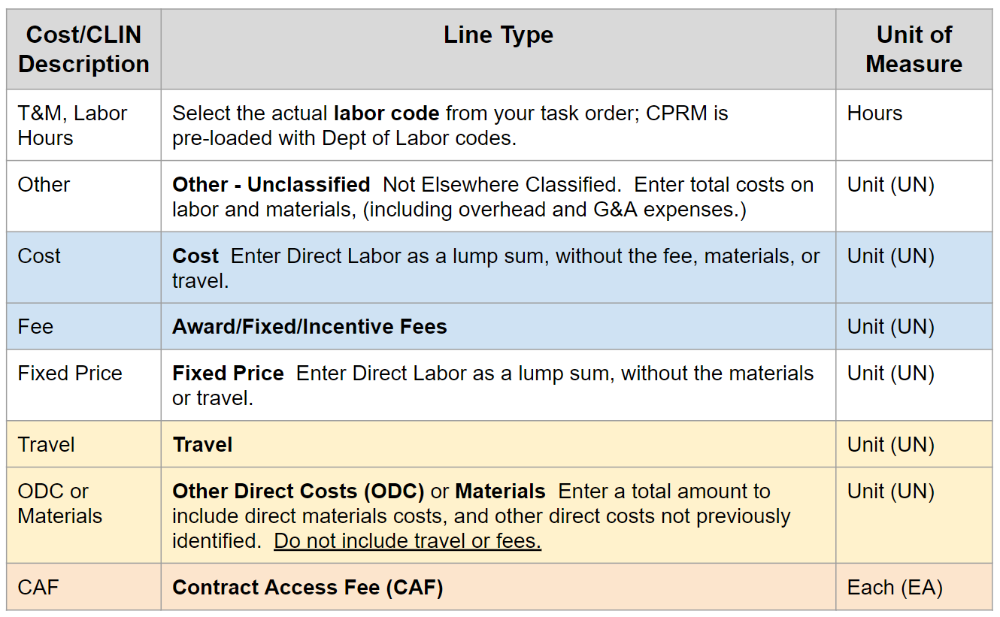 Cost/CLIN Description
Line Type
Unit of Measure
T&M, Labor Hours
Select the actual labor code from your task order; CPRM is
pre-loaded with Dept of Labor codes.
Hours
Other
Other - Unclassified  Not Elsewhere Classified.  Enter total costs on
labor and materials, (including overhead and G&A expenses.)
Unit (UN)
Cost
Cost  Enter Direct Labor as a lump sum, without the fee, materials, or
travel.
Unit (UN)
Fee
Award/Fixed/Incentive Fees
Unit (UN)
Fixed Price
Fixed Price  Enter Direct Labor as a lump sum, without the materials
or travel.
Unit (UN)
Travel
Travel
Unit (UN)
ODC or
Materials
Other Direct Costs (ODC) or Materials  Enter a total amount to
include direct materials costs, and other direct costs not previously
identified.  Do not include travel or fees.
Unit (UN)
CAF
Contract Access Fee (CAF)
Each (EA)